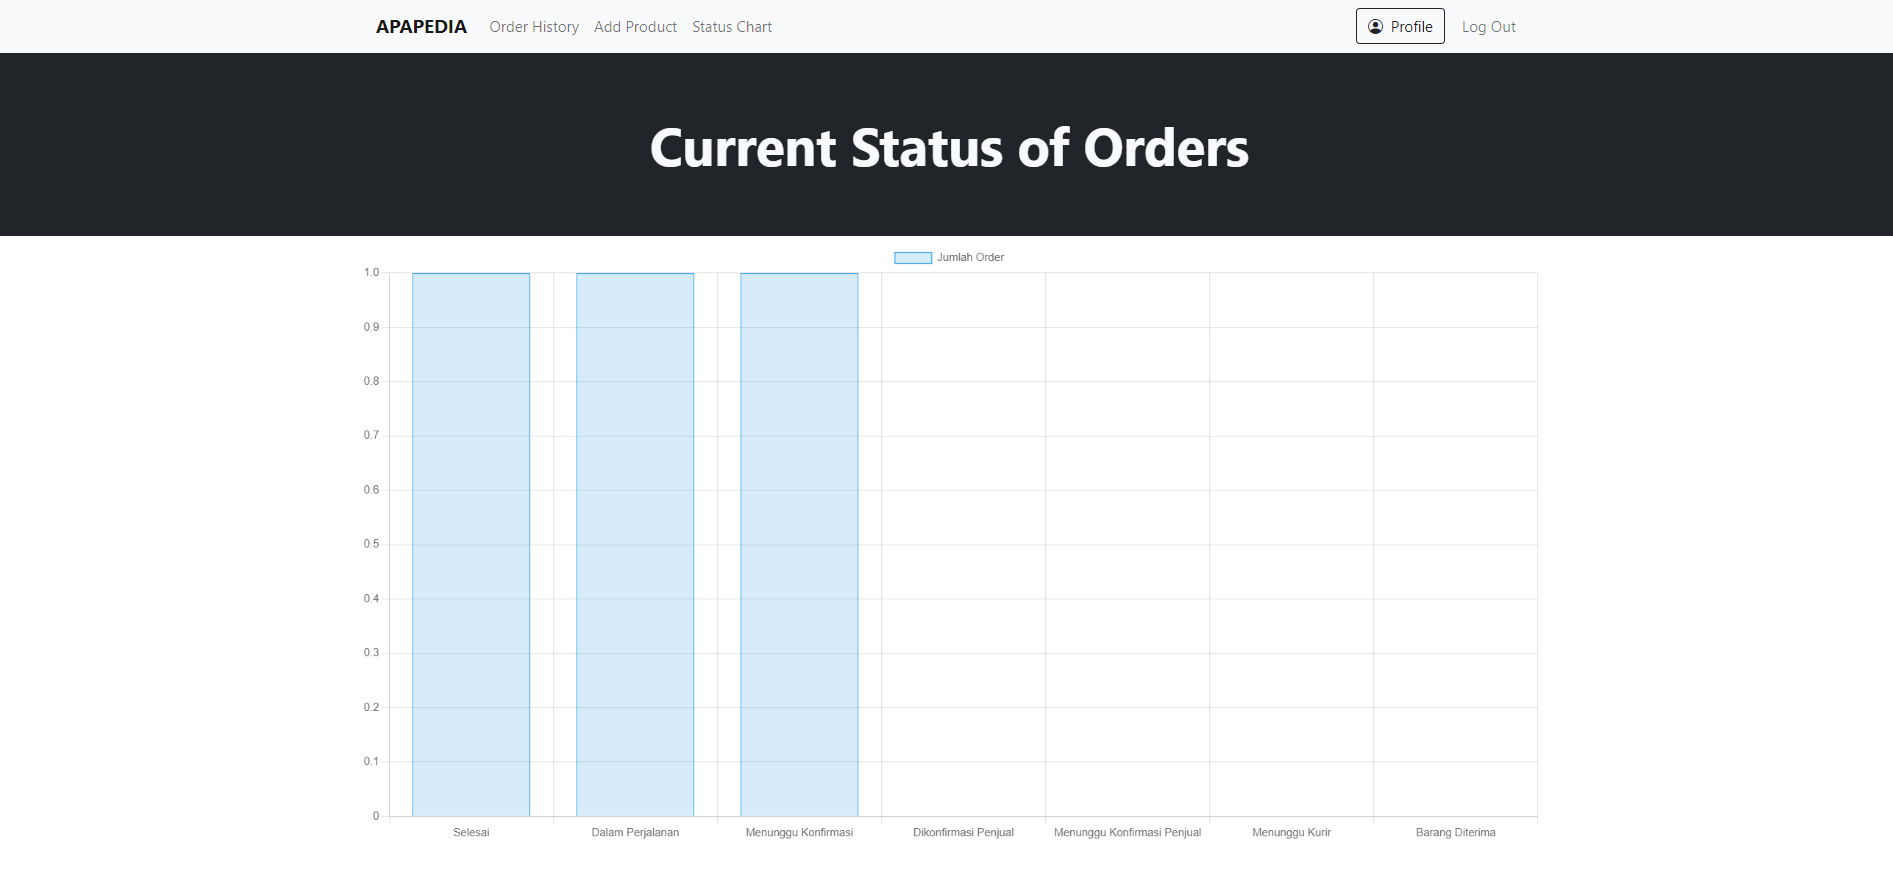 APAPEDIA Order History Add Product Status Chart Profile Log Out
Current Status of Orders
Jumlah Order
1.0
0.9
0.8
0.7
0.6
0.5
0.4
0.3
0.2
0.1
0
Selesai Dalam Perjalanan Menunggu Konfirmasi Dikonfirmasi Penjual Menunggu Konfirmasi Penjual Menunggu Kurir Barang Diterima